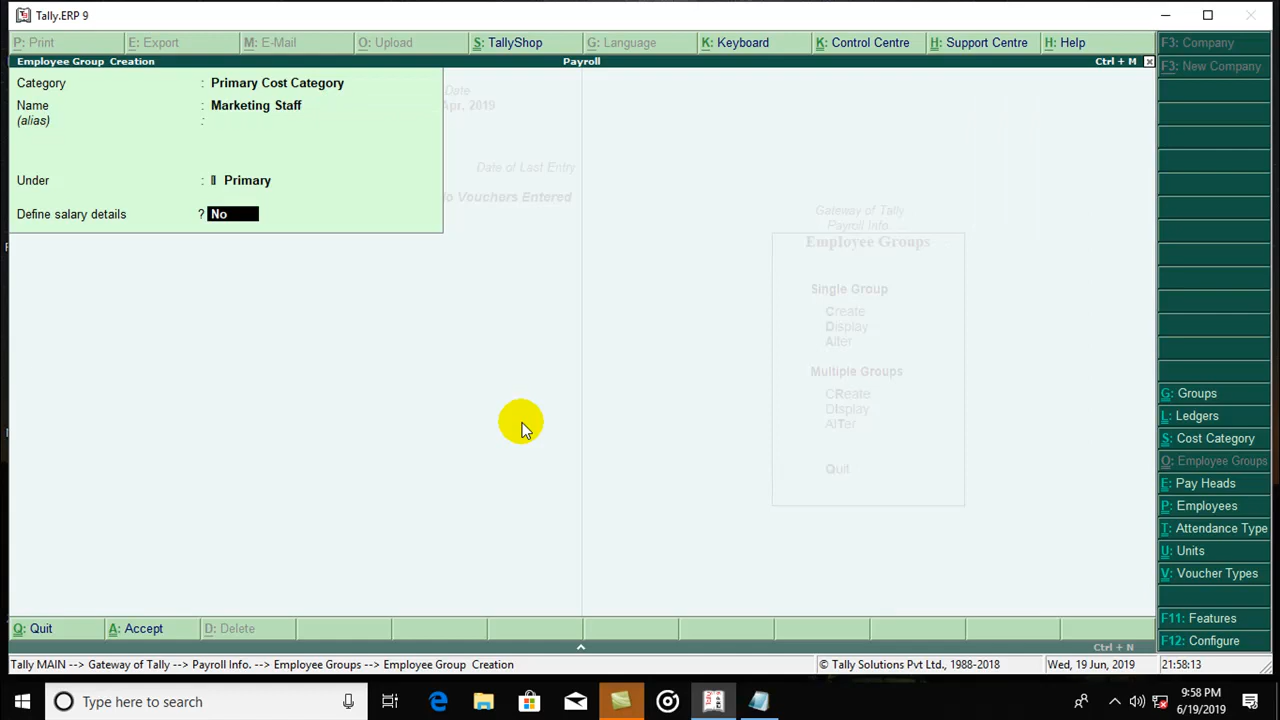 Tally.ERP 9
P: Print E: Export M: E-Mail O: Upload S: TallyShop G: Language K: Keyboard K: Control Centre H: Support Centre H: Help
F3: Company
Employee Group Creation Payroll Ctrl + M
F3: New Company
Category : Primary Cost Category
Date
Name : Marketing Staff
Apr, 2019
(alias) :
Date of Last Entry
Under : Primary
o Vouchers Entered
Define salary details ? No
Gateway of Tally
Payroll Info.
Employee Groups
Single Group
Create
Display
Alter
Multiple Groups
CReate
DIsplay
AlTer
Quit
G: Groups
L: Ledgers
S: Cost Category
O: Employee Groups
E: Pay Heads
P: Employees
T: Attendance Type
U: Units
V: Voucher Types
F11: Features
F12: Configure
Q: Quit A: Accept D: Delete
Ctrl + N
Tally MAIN --> Gateway of Tally --> Payroll Info. --> Employee Groups --> Employee Group Creation © Tally Solutions Pvt Ltd., 1988-2018 Wed, 19 Jun, 2019 21:58:13
Type here to search
9:58 PM
6/19/2019